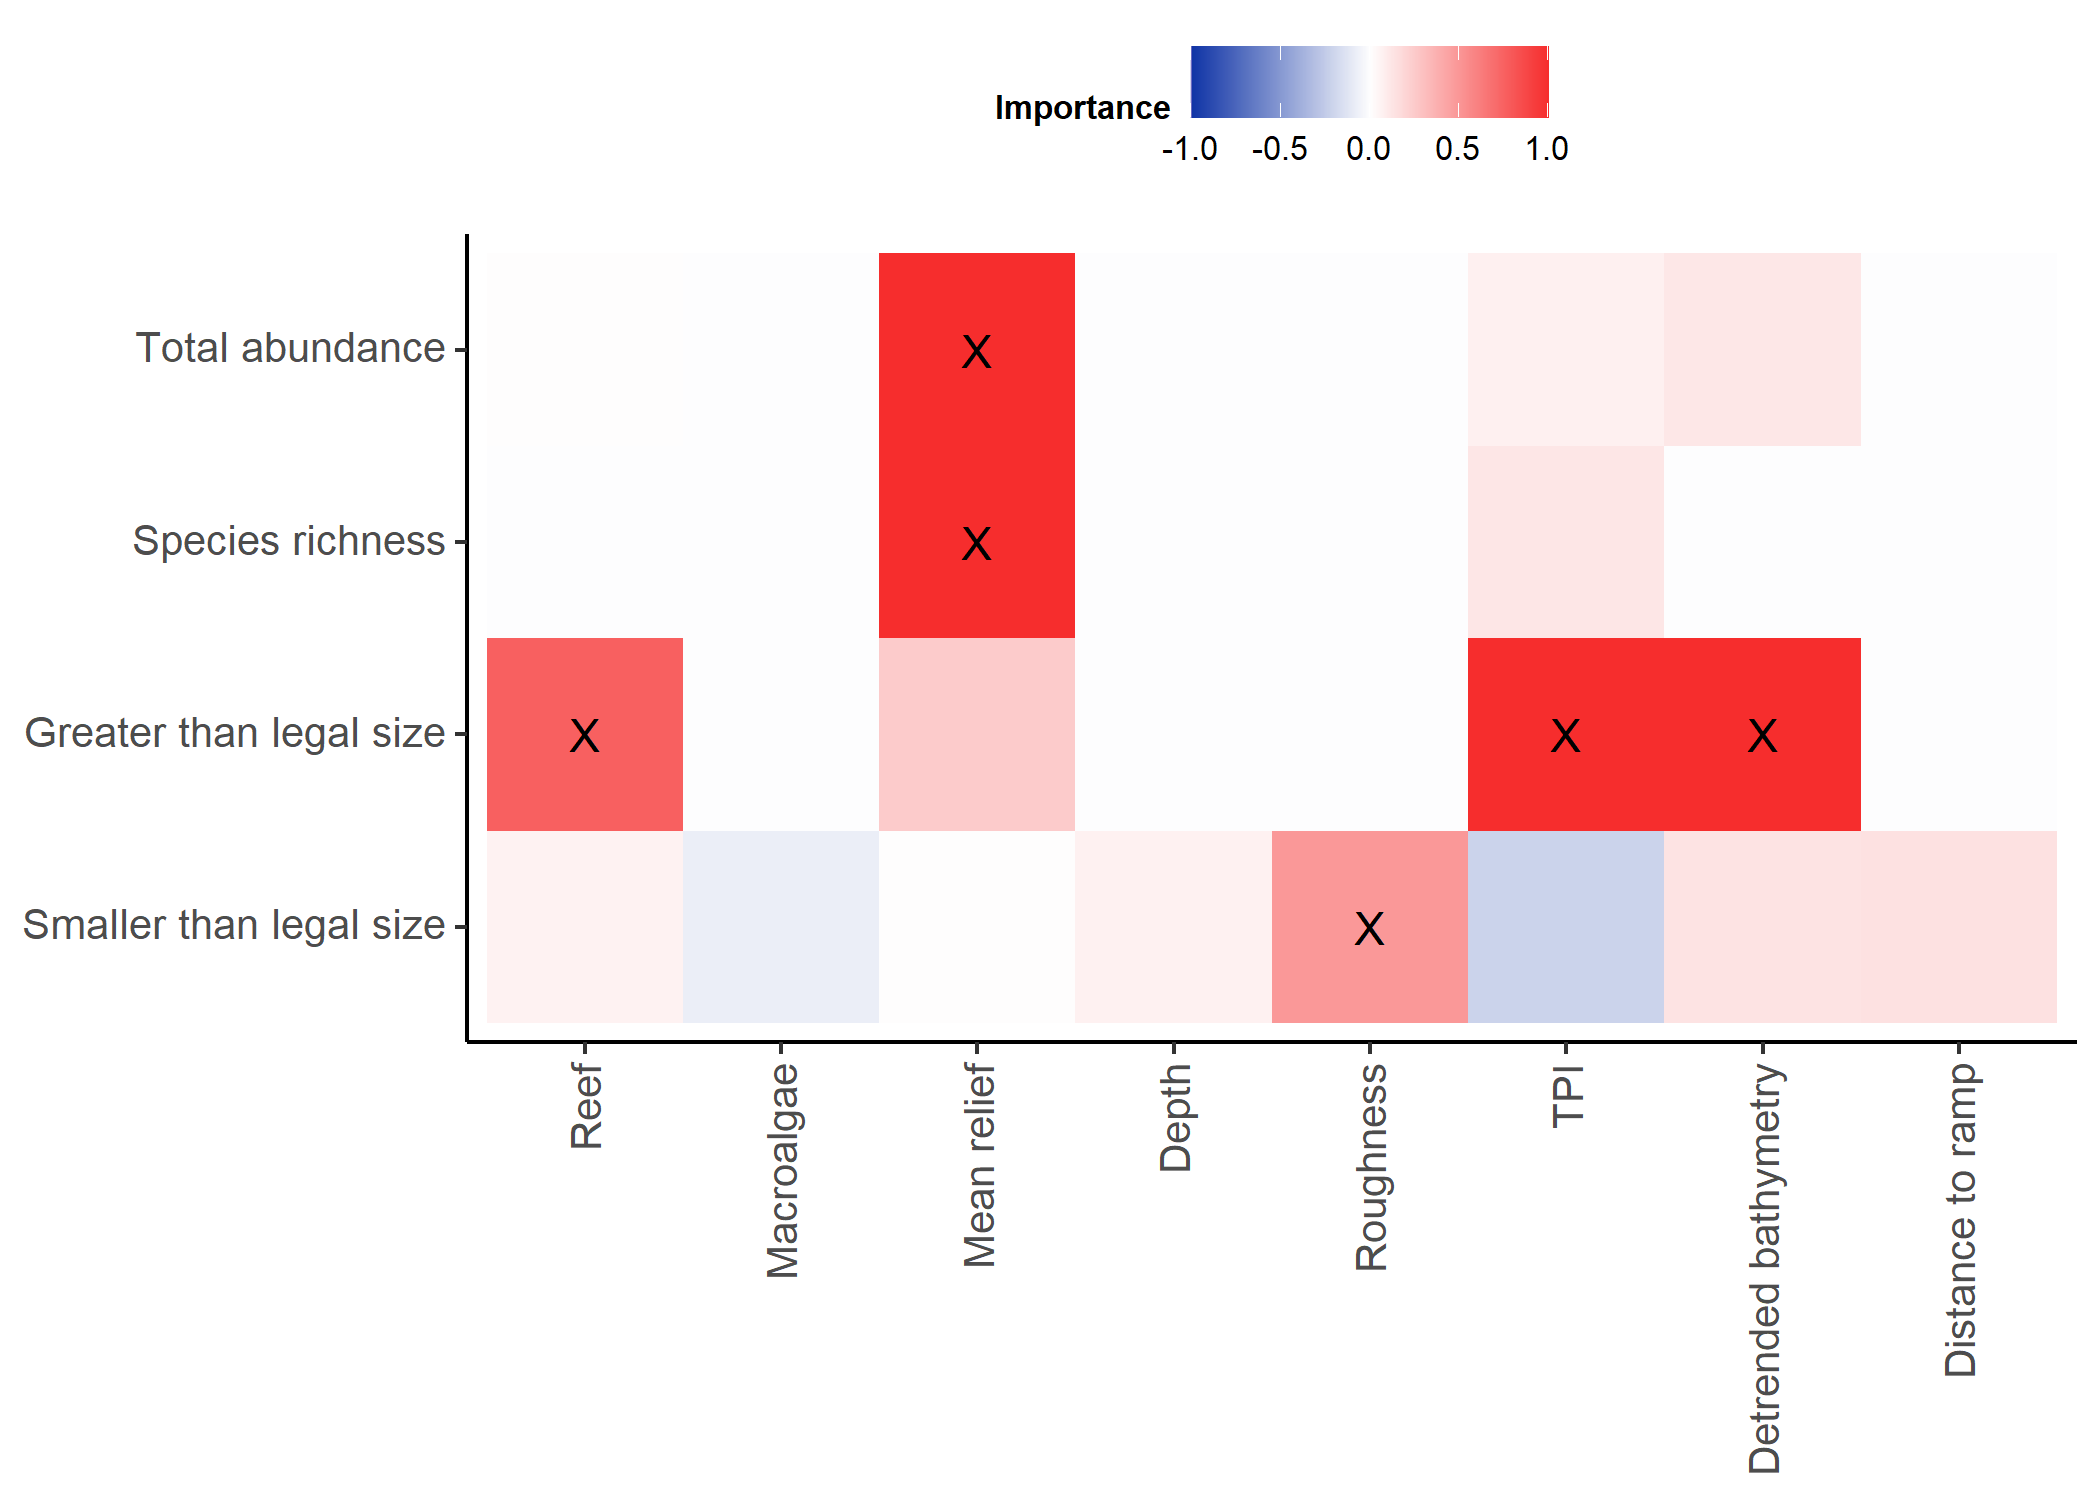 Importance
-1.0 -0.5 0.0 0.5 1.0
Total abundance
X
Species richness
X
Greater than legal size
X X X
Smaller than legal size
X
Reef
Macroalgae
Mean relief
Depth
Roughness
TPI
Detrended bathymetry
Distance to ramp